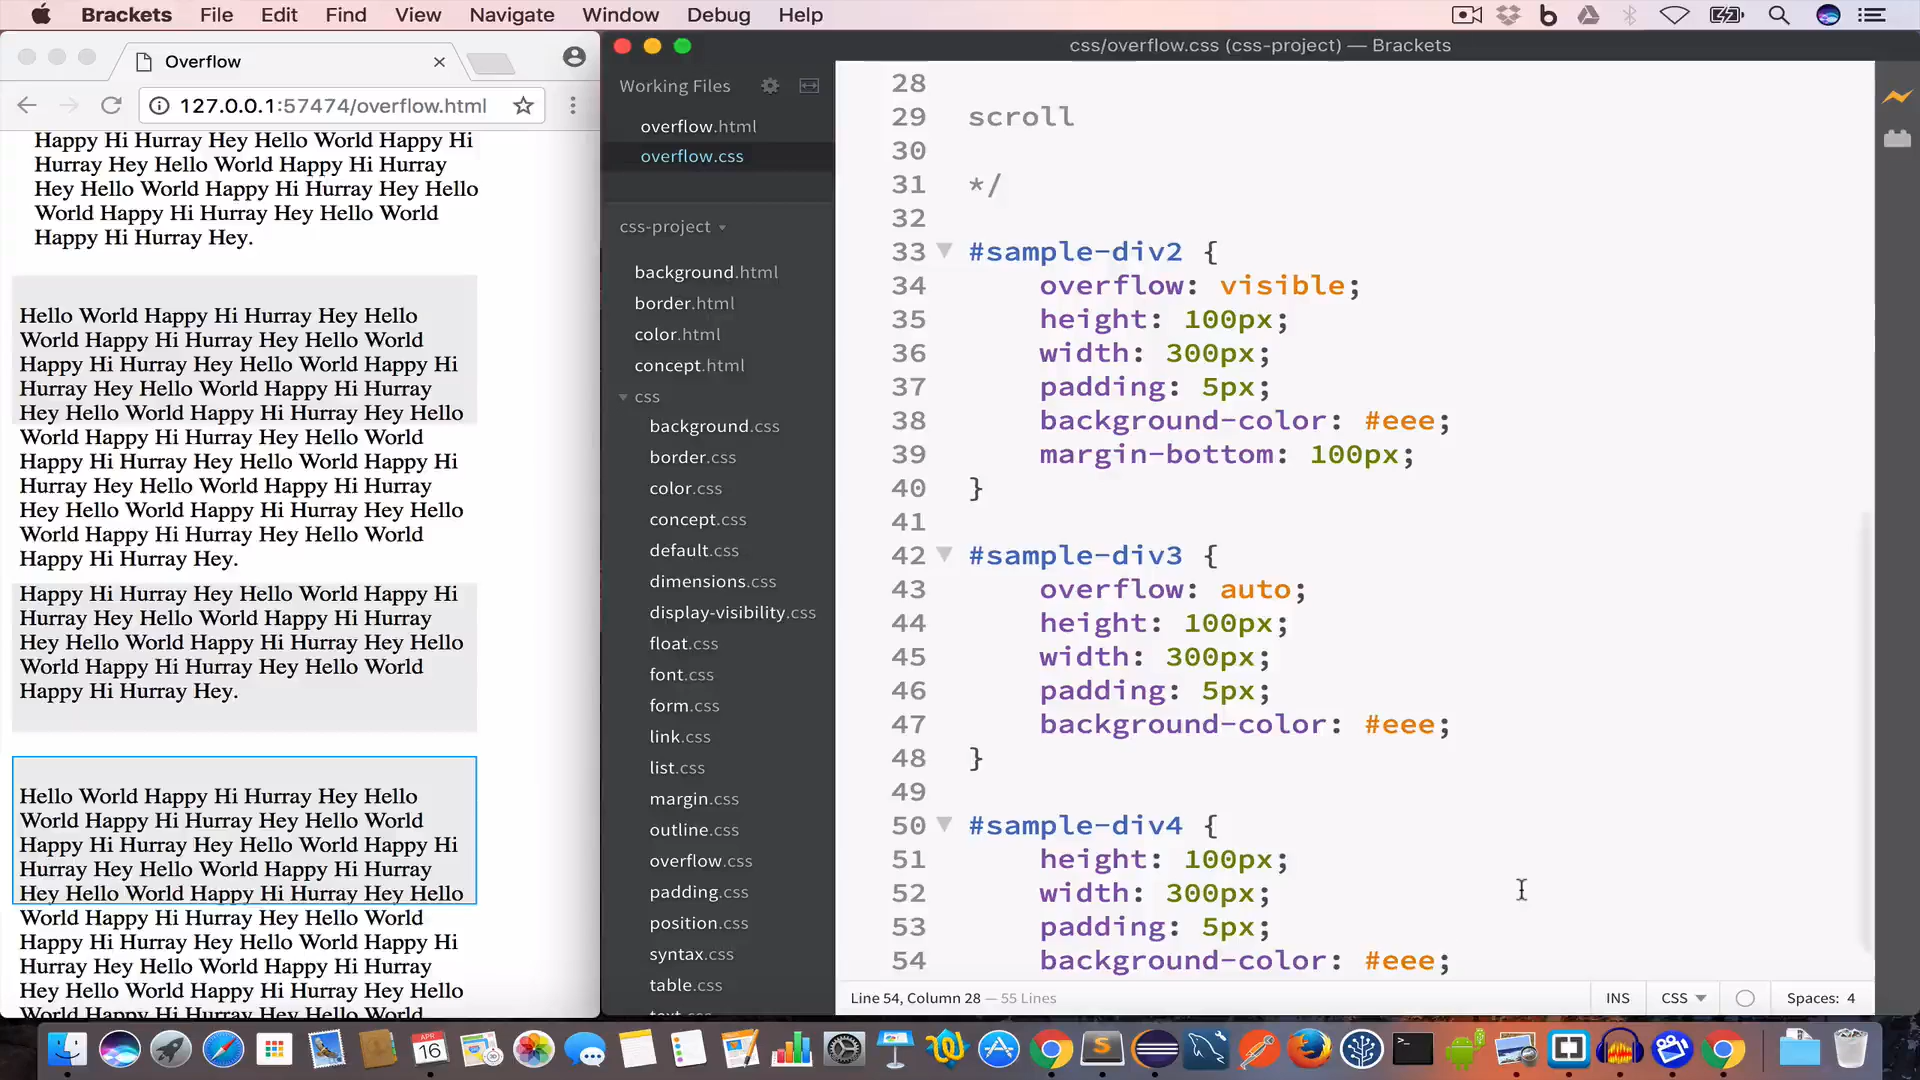 Brackets File Edit Find View Navigate Window Debug Help
Overflow
127.0.0.1:57474/overflow.html
Happy Hi Hurray Hey Hello World Happy Hi
Hurray Hey Hello World Happy Hi Hurray
Hey Hello World Happy Hi Hurray Hey Hello
World Happy Hi Hurray Hey Hello World
Happy Hi Hurray Hey.
Hello World Happy Hi Hurray Hey Hello
World Happy Hi Hurray Hey Hello World
Happy Hi Hurray Hey Hello World Happy Hi
Hurray Hey Hello World Happy Hi Hurray
Hey Hello World Happy Hi Hurray Hey Hello
World Happy Hi Hurray Hey Hello World
Happy Hi Hurray Hey Hello World Happy Hi
Hurray Hey Hello World Happy Hi Hurray
Hey Hello World Happy Hi Hurray Hey Hello
World Happy Hi Hurray Hey Hello World
Happy Hi Hurray Hey.
Happy Hi Hurray Hey Hello World Happy Hi
Hurray Hey Hello World Happy Hi Hurray
Hey Hello World Happy Hi Hurray Hey Hello
World Happy Hi Hurray Hey Hello World
Happy Hi Hurray Hey.
Hello World Happy Hi Hurray Hey Hello
World Happy Hi Hurray Hey Hello World
Happy Hi Hurray Hey Hello World Happy Hi
Hurray Hey Hello World Happy Hi Hurray
Hey Hello World Happy Hi Hurray Hey Hello
World Happy Hi Hurray Hey Hello World
Happy Hi Hurray Hey Hello World Happy Hi
Hurray Hey Hello World Happy Hi Hurray
Hey Hello World Happy Hi Hurray Hey Hello
World Happy Hi Hurray Hey Hello World
css/overflow.css (css-project) — Brackets
Working Files
overflow.html
overflow.css
css-project
background.html
border.html
color.html
concept.html
css
background.css
border.css
color.css
concept.css
default.css
dimensions.css
display-visibility.css
float.css
font.css
form.css
link.css
list.css
margin.css
outline.css
overflow.css
padding.css
position.css
syntax.css
table.css
text.css
28
29 scroll
30
31 */
32
33 #sample-div2 {
34 overflow: visible;
35 height: 100px;
36 width: 300px;
37 padding: 5px;
38 background-color: #eee;
39 margin-bottom: 100px;
40 }
41
42 #sample-div3 {
43 overflow: auto;
44 height: 100px;
45 width: 300px;
46 padding: 5px;
47 background-color: #eee;
48 }
49
50 #sample-div4 {
51 height: 100px;
52 width: 300px;
53 padding: 5px;
54 background-color: #eee;
Line 54, Column 28 — 55 Lines
INS CSS Spaces: 4
APR
16